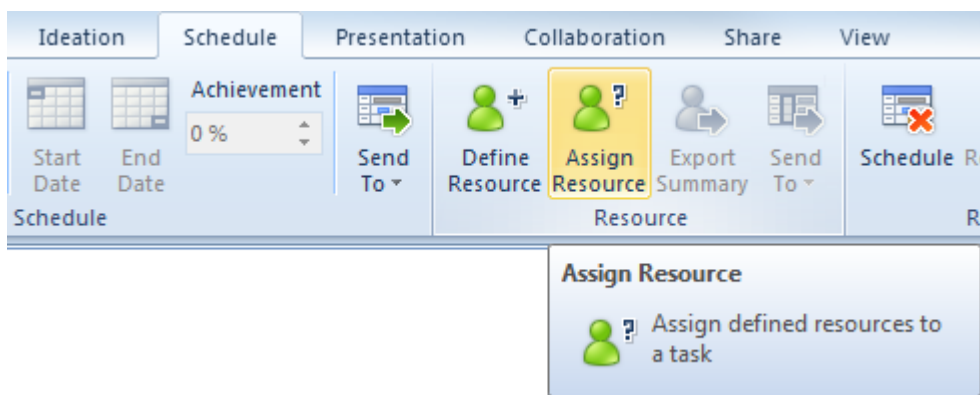 Ideation Schedule Presentation Collaboration Share View
Achievement
0 %
Start Date
End Date
Send To
Define Resource
Assign Resource
Export Summary
Send To
Schedule
Schedule
Resource
Assign Resource
Assign defined resources to
a task